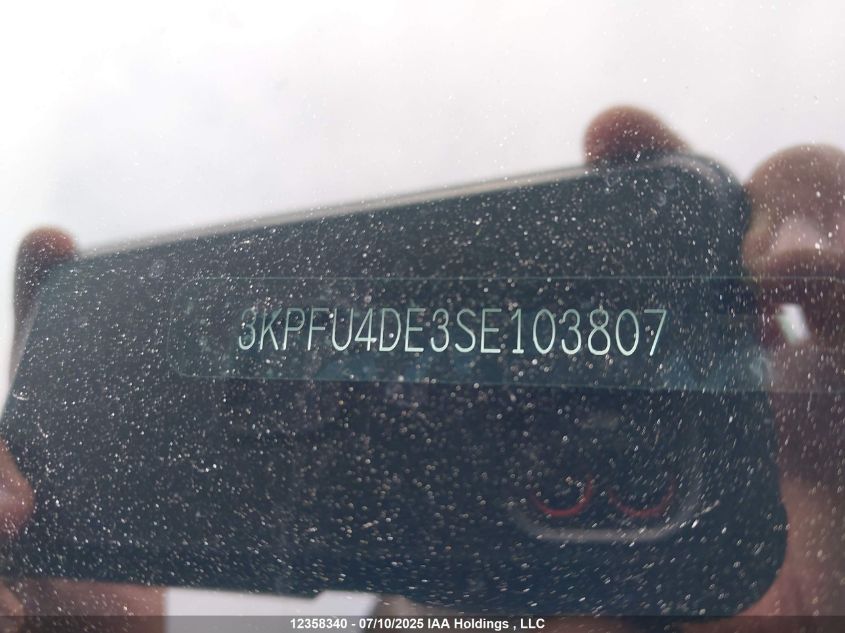 3KPFU4DE3SE103807
12358340 - 07/10/2025 IAA Holdings , LLC